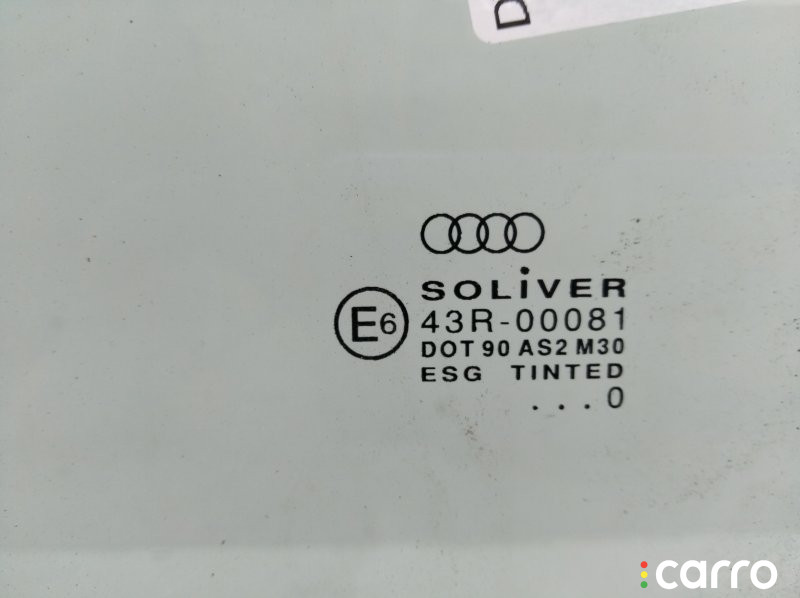 D
SOLiVER
E6
43R-00081
DOT 90 AS2 M30
ESG TINTED
. . . 0
carro